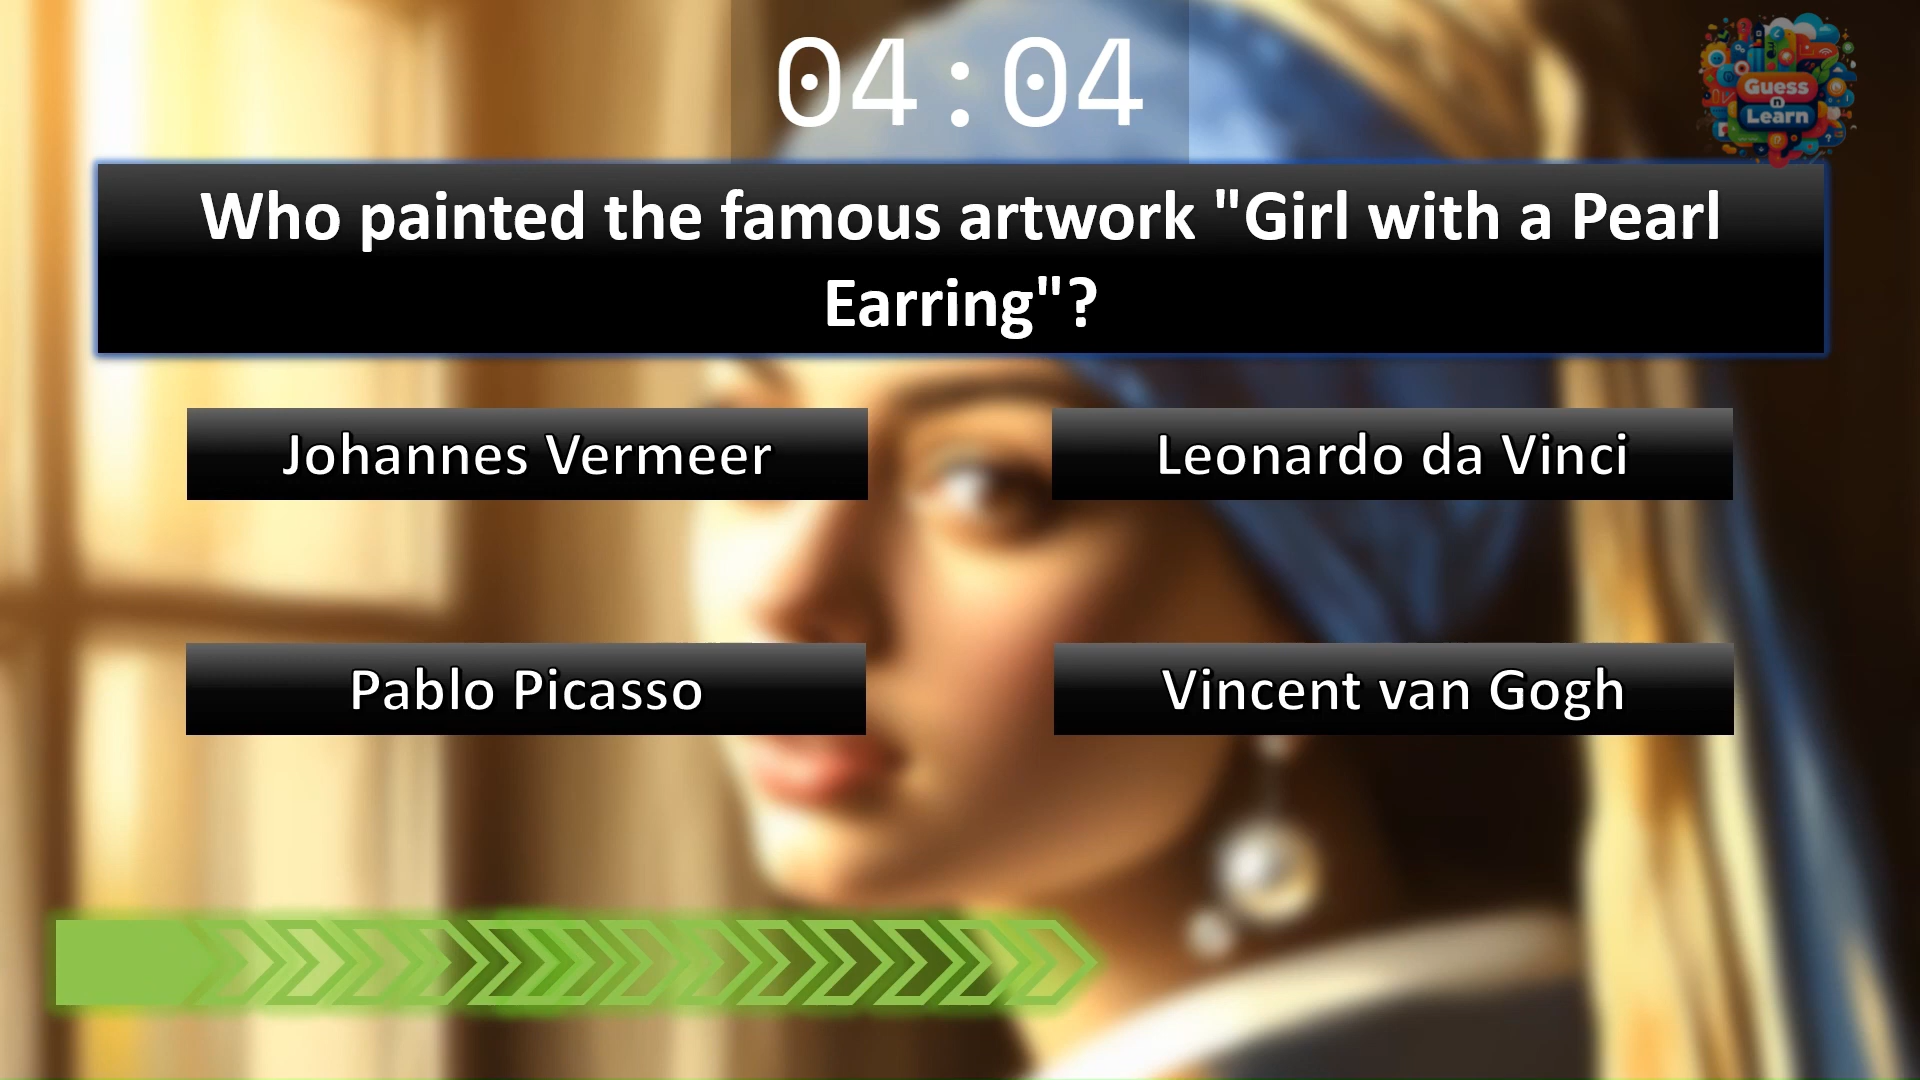 04:04
Guess
n
Learn
Who painted the famous artwork "Girl with a Pearl
Earring"?
Johannes Vermeer
Leonardo da Vinci
Pablo Picasso
Vincent van Gogh